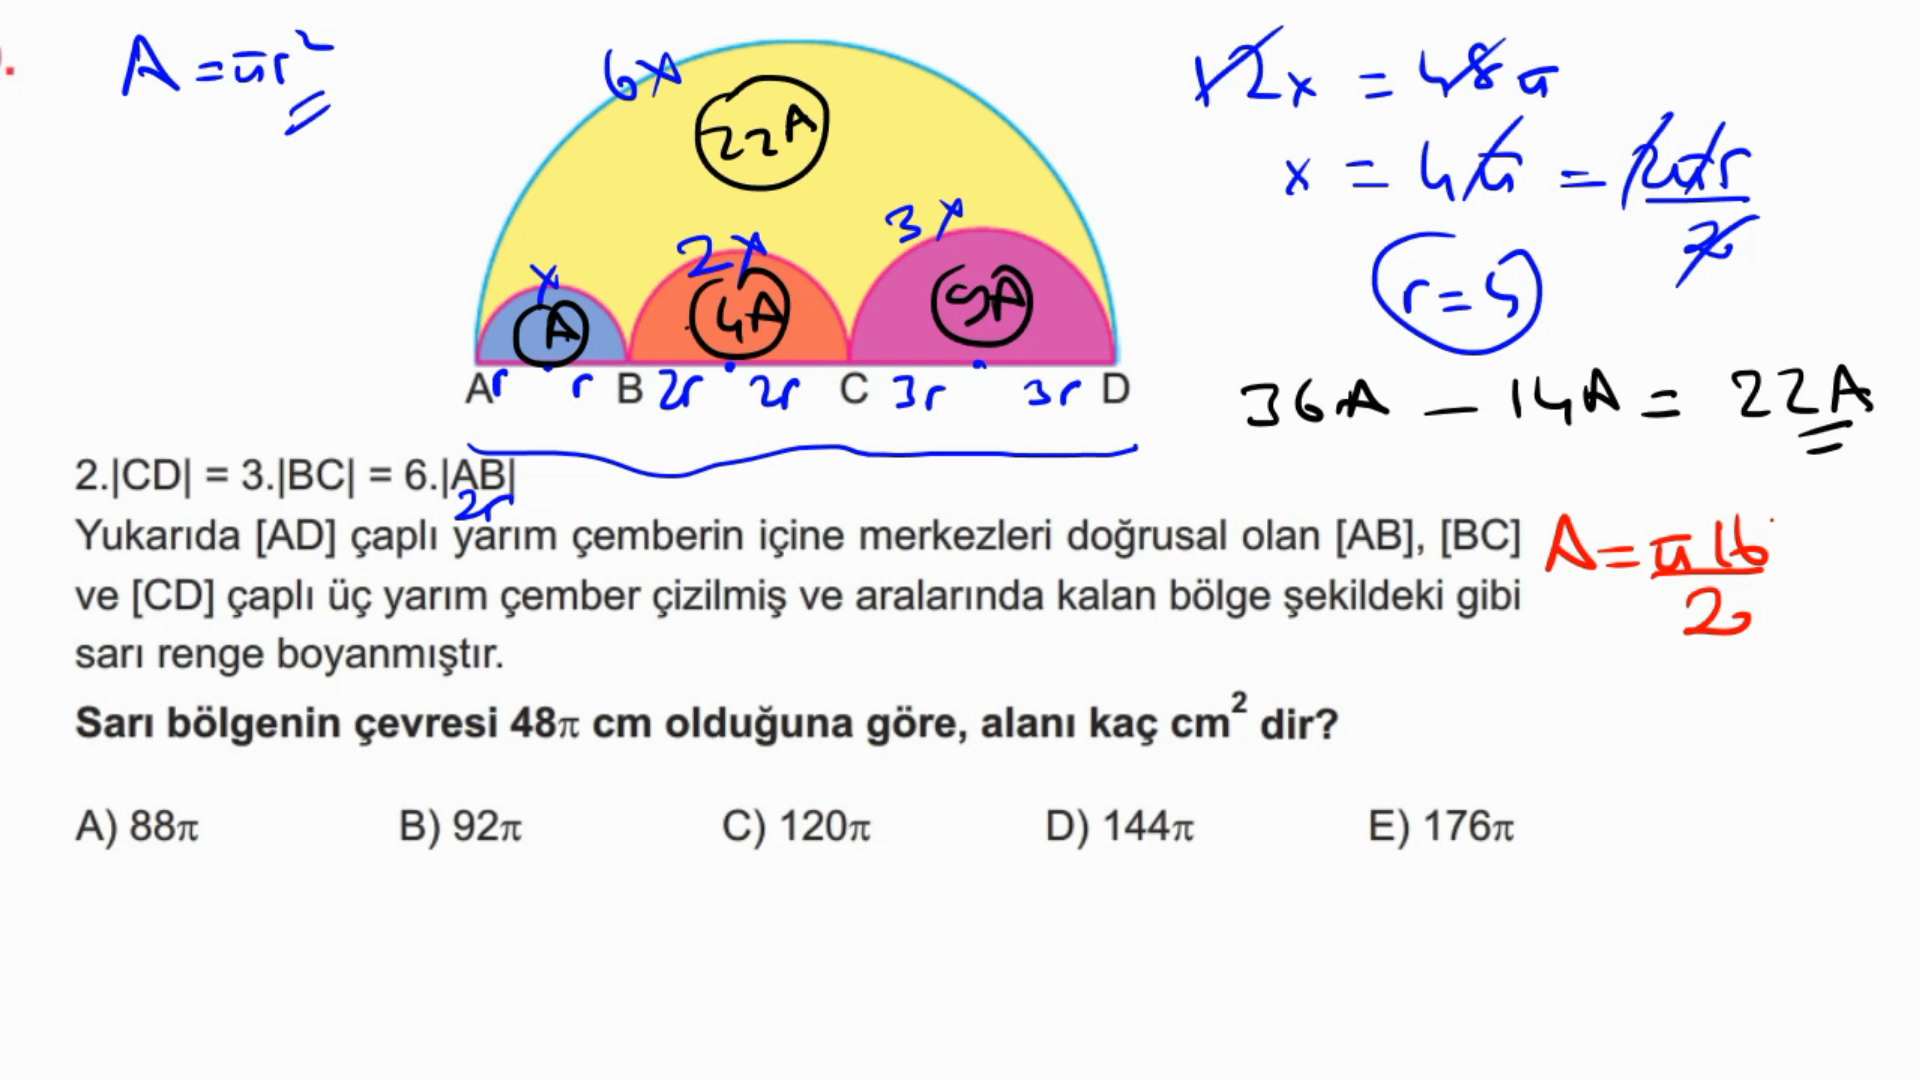 A = πr²
6x
22A
x
2x
3x
A
4A
9A
A B C D
r r 2r 2r 3r 3r
12x = 48π
x = 4π = 2πr / 2
r = 4
36A – 14A = 22A
2.|CD| = 3.|BC| = 6.|AB|
2r
Yukarıda [AD] çaplı yarım çemberin içine merkezleri doğrusal olan [AB], [BC]
ve [CD] çaplı üç yarım çember çizilmiş ve aralarında kalan bölge şekildeki gibi
sarı renge boyanmıştır.
A = π16 / 2
Sarı bölgenin çevresi 48π cm olduğuna göre, alanı kaç cm² dir?
A) 88π B) 92π C) 120π D) 144π E) 176π